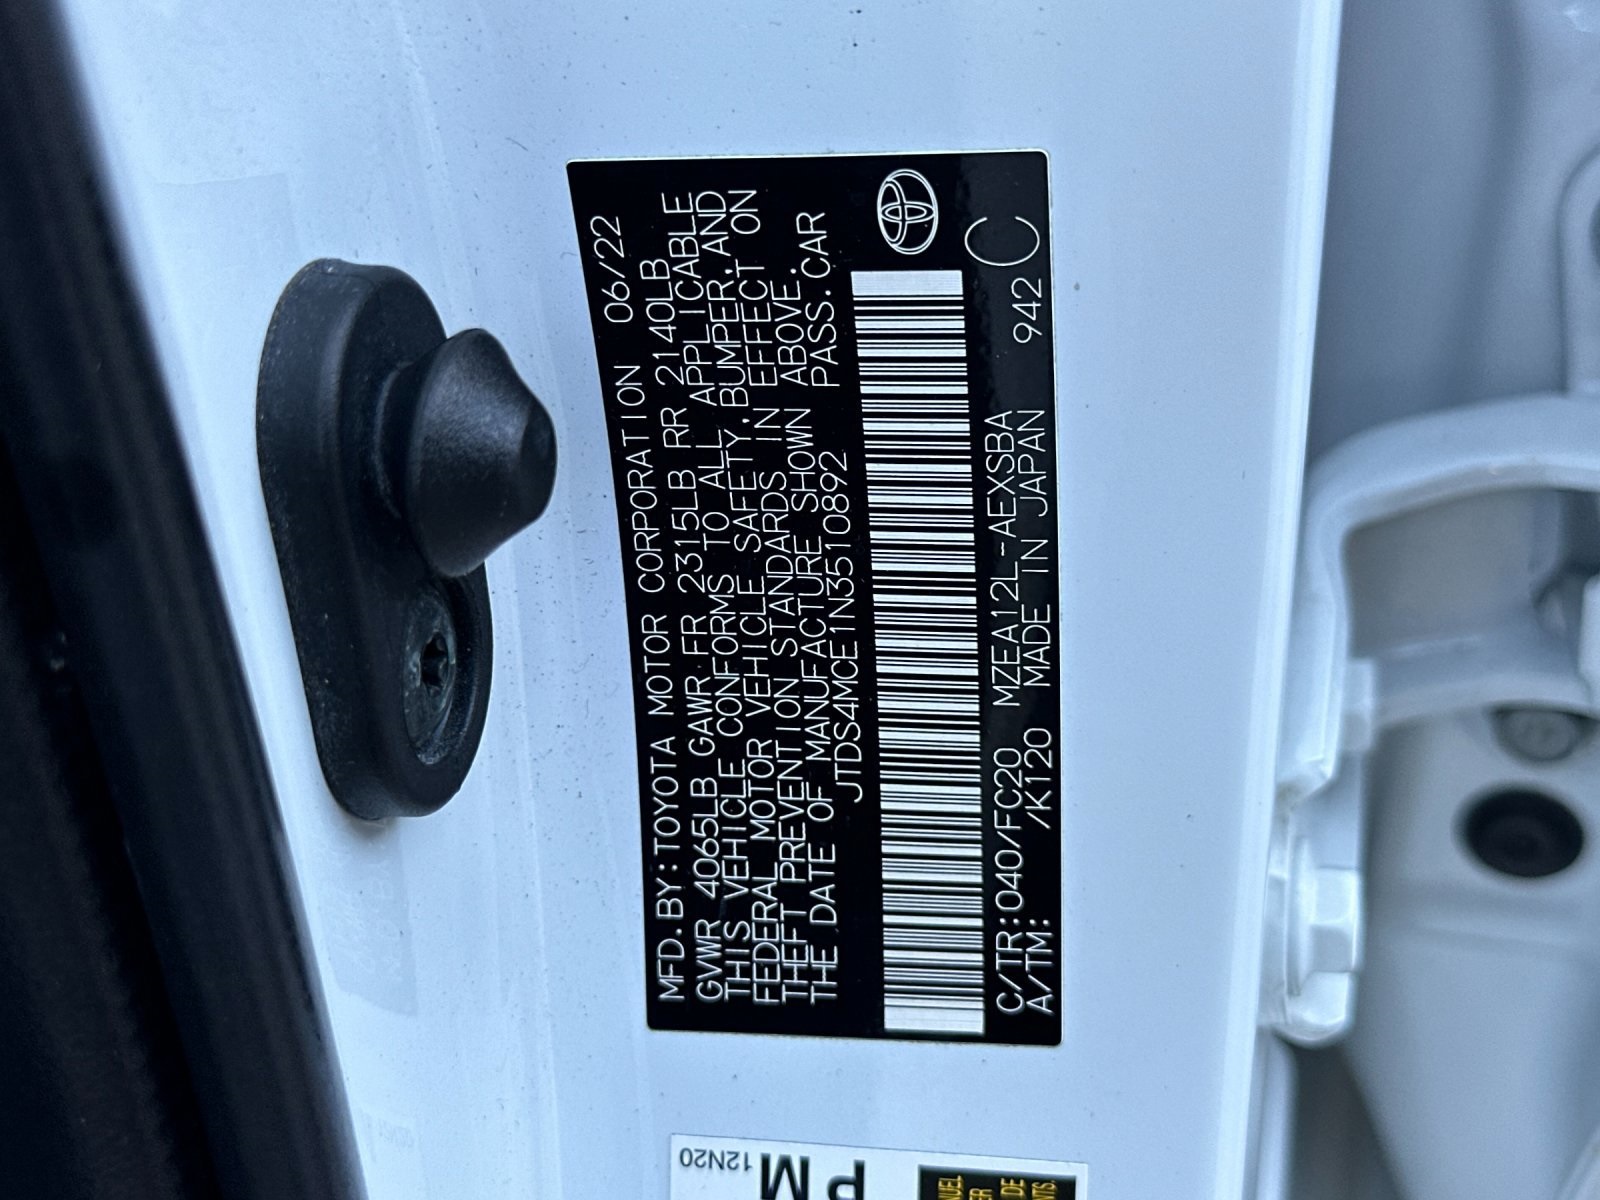 MFD.BY:TOYOTA MOTOR CORPORATION 06/22
GVWR 4065LB GAWR FR 2315LB RR 2140LB
THIS VEHICLE CONFORMS TO ALL APPLICABLE
FEDERAL MOTOR VEHICLE SAFETY,BUMPER,AND
THEFT PREVENTION STANDARDS IN EFFECT ON
THE DATE OF MANUFACTURE SHOWN ABOVE.
JTDS4MCE1N3510892 PASS.CAR
C/TR:040/FC20 MZEA12L-AEXSBA
A/TM: /K120 MADE IN JAPAN 942 C
12N20
PM
DE